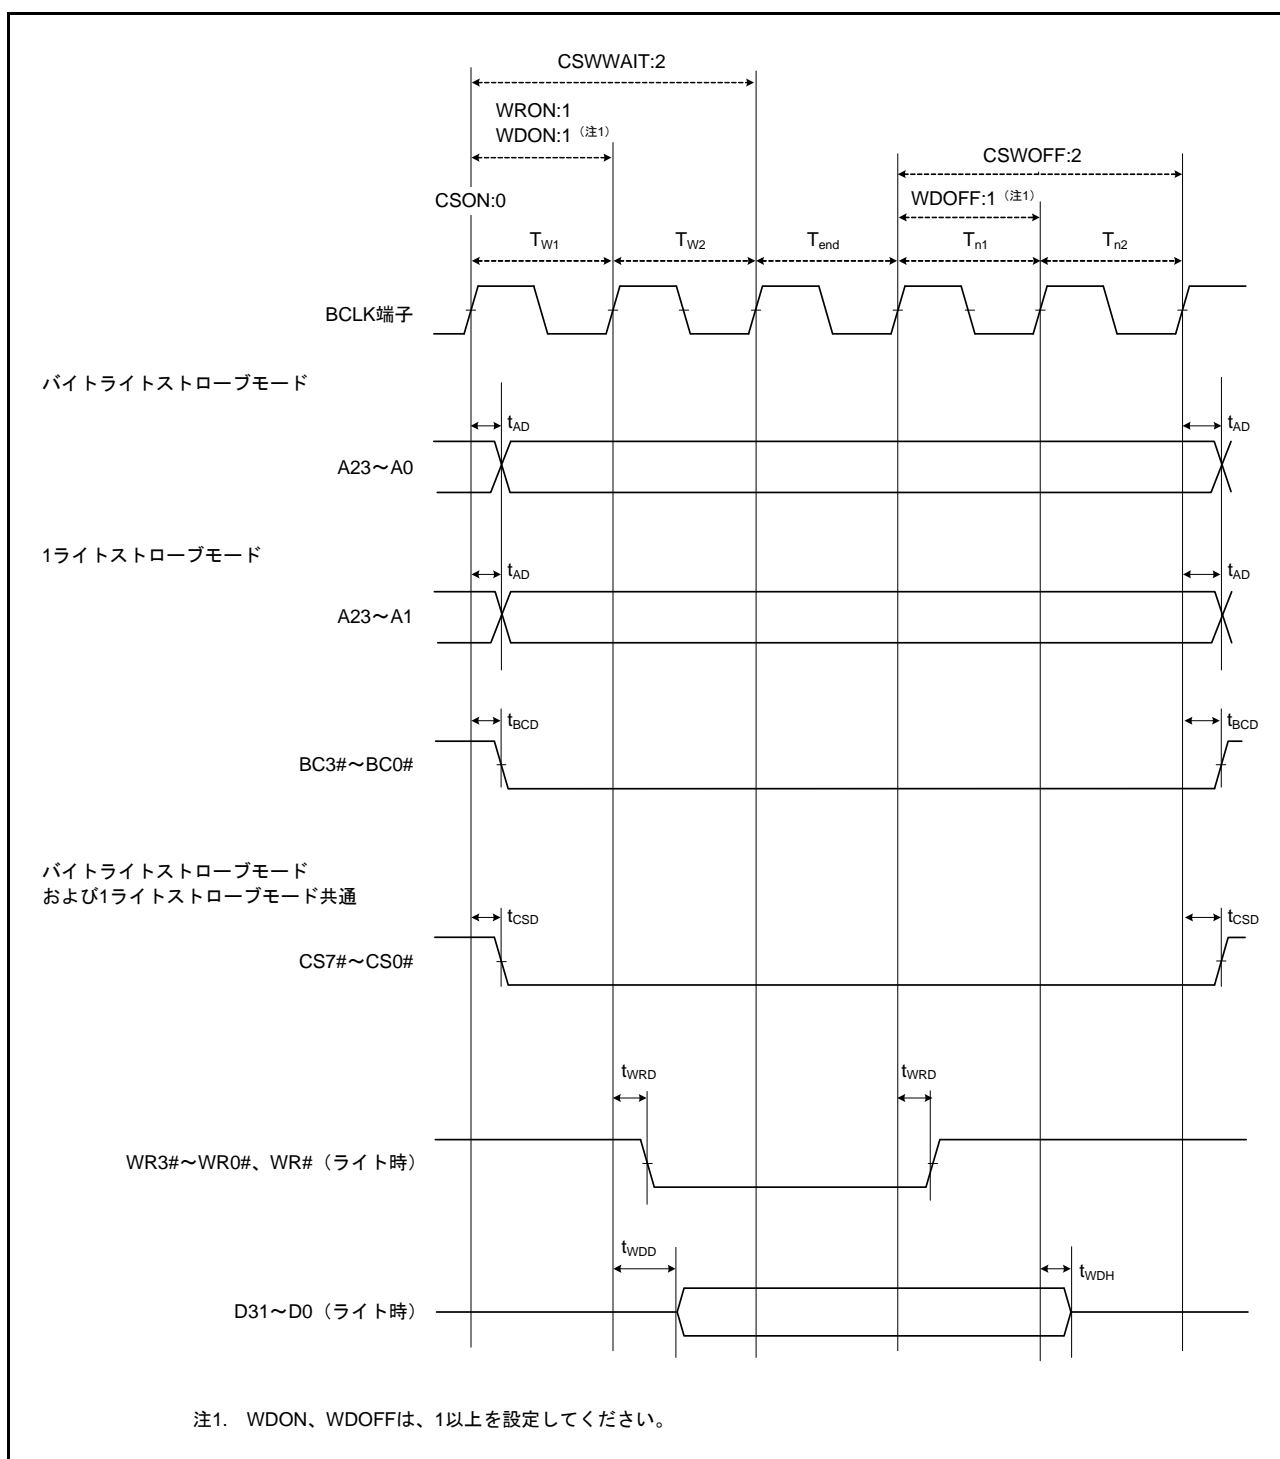 CSWWAIT:2
WRON:1
WDON:1（注1）
CSWOFF:2
CSON:0
WDOFF:1（注1）
TW1 TW2 Tend Tn1 Tn2
BCLK端子
バイトライトストローブモード
tAD tAD
A23～A0
1ライトストローブモード
tAD tAD
A23～A1
tBCD tBCD
BC3#～BC0#
バイトライトストローブモード
および1ライトストローブモード共通
tCSD tCSD
CS7#～CS0#
tWRD tWRD
WR3#～WR0#、WR#（ライト時）
tWDD tWDH
D31～D0（ライト時）
注1. WDON、WDOFFは、1以上を設定してください。